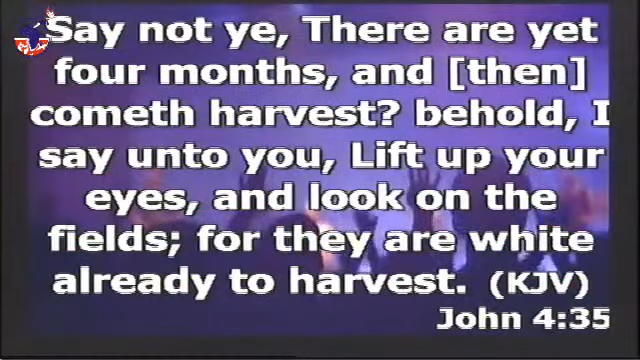 Say not ye, There are yet
four months, and [then]
cometh harvest? behold, I
say unto you, Lift up your
eyes, and look on the
fields; for they are white
already to harvest. (KJV)
John 4:35